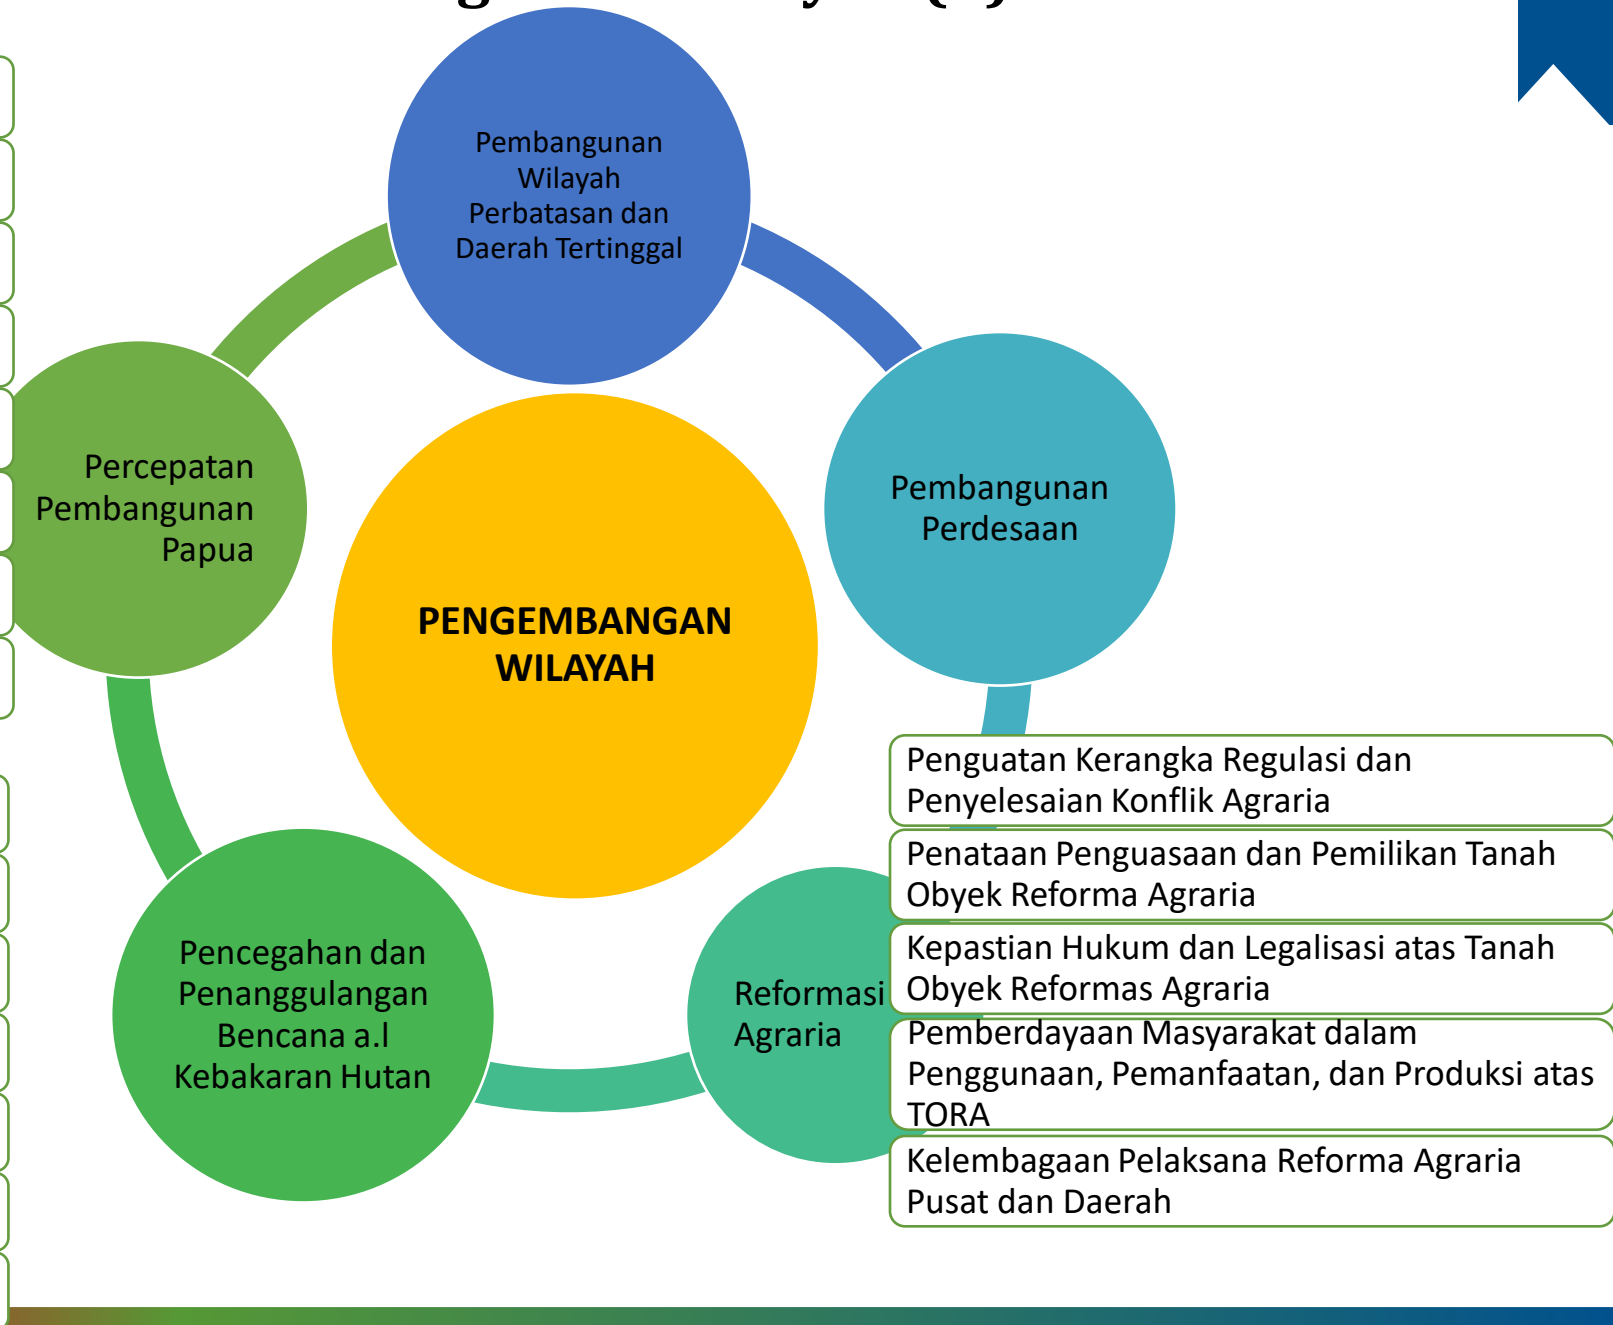 Pembangunan
Wilayah
Perbatasan dan
Daerah Tertinggal
Percepatan
Pembangunan
Papua
Pembangunan
Perdesaan
PENGEMBANGAN
WILAYAH
Pencegahan dan
Penanggulangan
Bencana a.l
Kebakaran Hutan
Reformasi
Agraria
Penguatan Kerangka Regulasi dan
Penyelesaian Konflik Agraria
Penataan Penguasaan dan Pemilikan Tanah
Obyek Reforma Agraria
Kepastian Hukum dan Legalisasi atas Tanah
Obyek Reformas Agraria
Pemberdayaan Masyarakat dalam
Penggunaan, Pemanfaatan, dan Produksi atas
TORA
Kelembagaan Pelaksana Reforma Agraria
Pusat dan Daerah